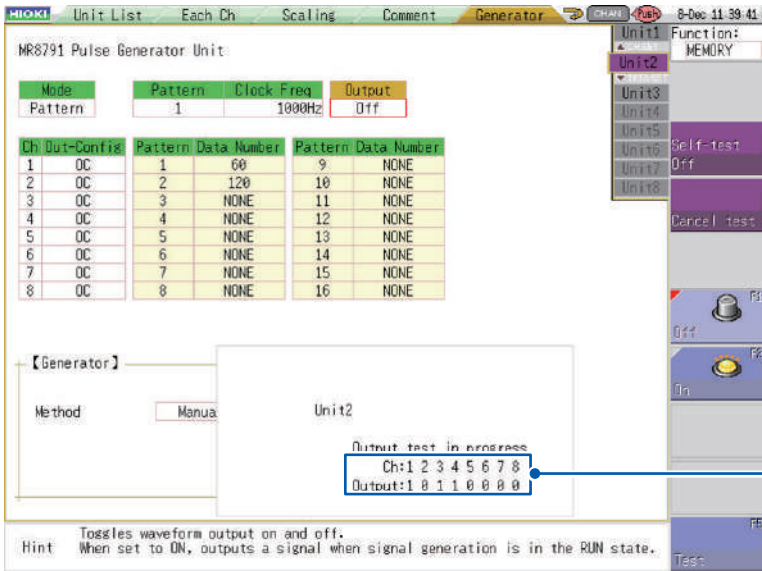 HIOKI Unit List Each Ch Scaling Comment Generator CHAN PUSH 8-Dec 11:39:41
MR8791 Pulse Generator Unit
Mode Pattern Clock Freq Output
Pattern 1 1000Hz Off
Ch Out-Config Pattern Data Number Pattern Data Number
1 OC 1 60 9 NONE
2 OC 2 120 10 NONE
3 OC 3 NONE 11 NONE
4 OC 4 NONE 12 NONE
5 OC 5 NONE 13 NONE
6 OC 6 NONE 14 NONE
7 OC 7 NONE 15 NONE
8 OC 8 NONE 16 NONE
【Generator】
Method Manua
Unit2
Output test in progress
Ch:1 2 3 4 5 6 7 8
Output:1 0 1 1 0 0 0 0
Hint Toggles waveform output on and off.
When set to ON, outputs a signal when signal generation is in the RUN state.
Unit1
Unit2
Unit3
Unit4
Unit5
Unit6
Unit7
Unit8
Function:
MEMORY
Self-test
Off
Cancel test
F1
Off
F2
On
F5
Test